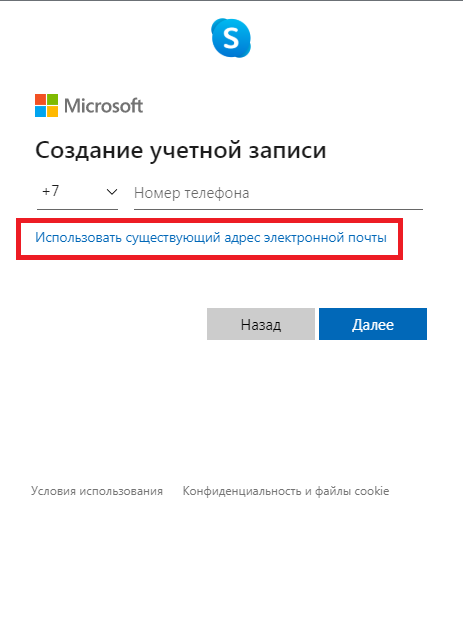 S
Microsoft
Создание учетной записи
+7 Номер телефона
Использовать существующий адрес электронной почты
Назад Далее
Условия использования Конфиденциальность и файлы cookie